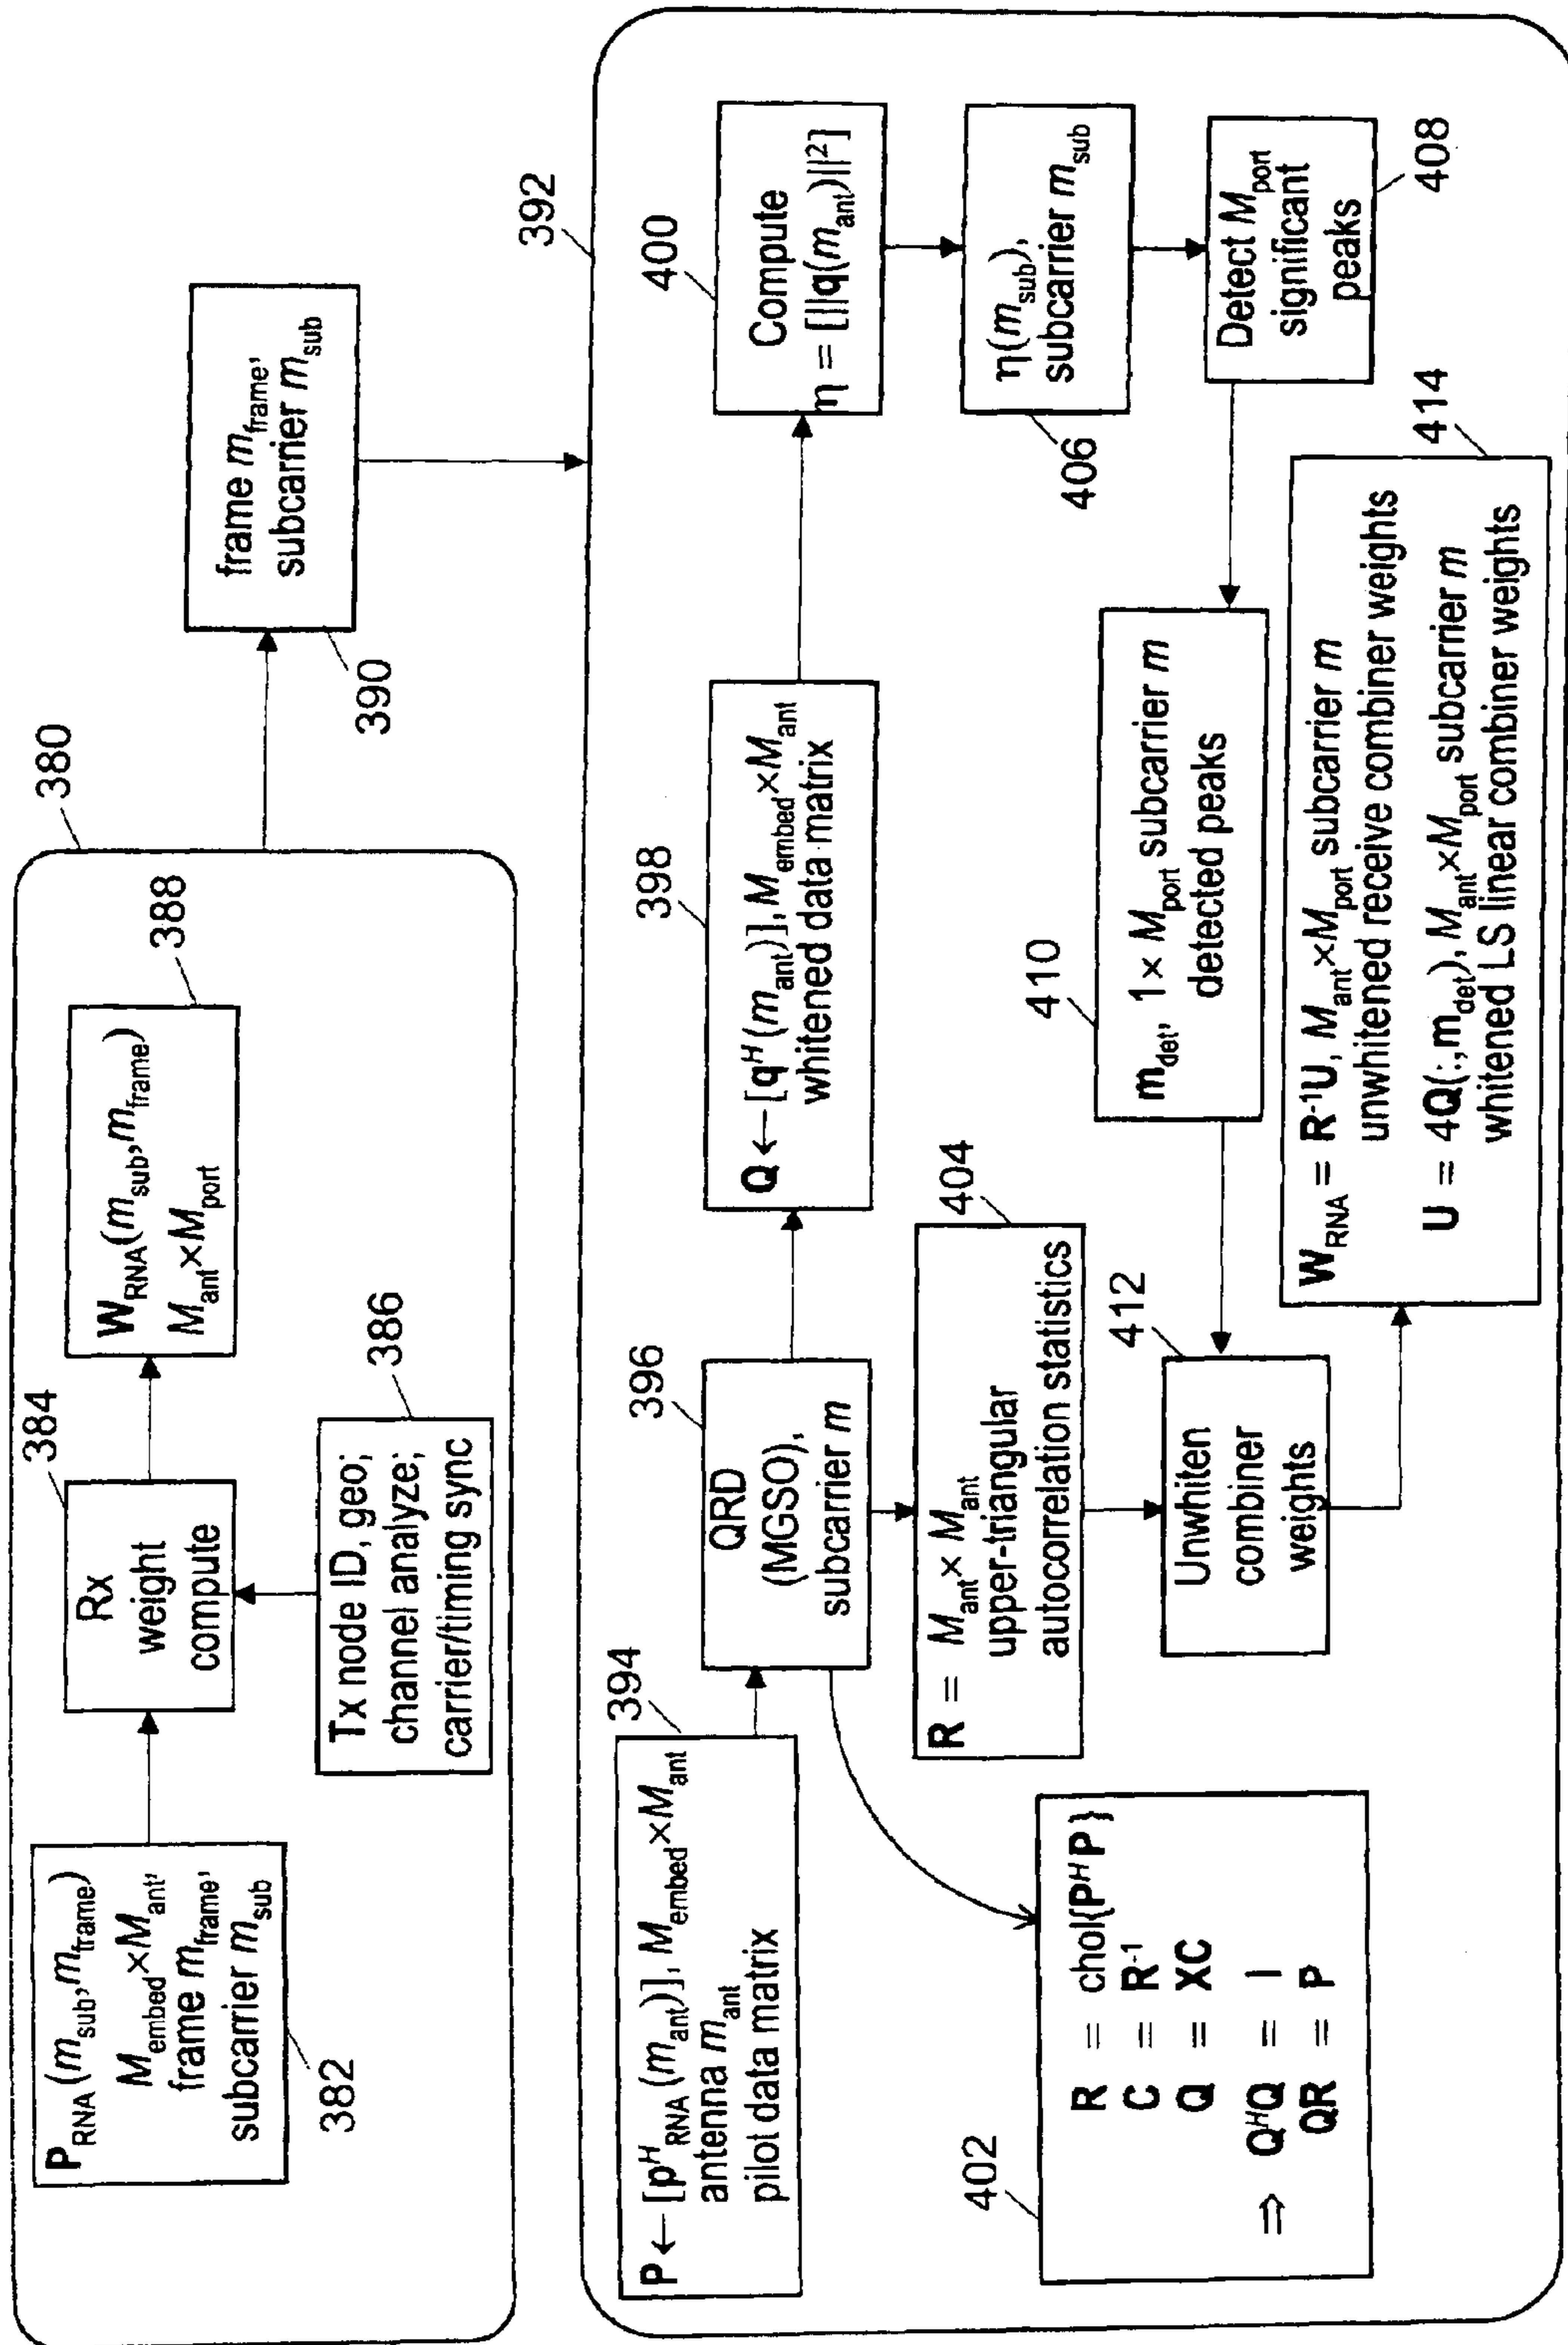 380
P_RNA(m_sub, m_frame)
M_embed×M_ant,
frame m_frame,
subcarrier m_sub
382
384
Rx
weight
compute
W_RNA(m_sub, m_frame)
M_ant×M_port
388
Tx node ID, geo;
channel analyze;
carrier/timing sync
386
frame m_frame,
subcarrier m_sub
390
392
394
P ← [p^H_RNA(m_ant)], M_embed×M_ant
antenna m_ant
pilot data matrix
396
QRD
(MGSO),
subcarrier m
398
Q ← [q^H(m_ant)], M_embed×M_ant
whitened data matrix
400
Compute
η = [||q(m_ant)||²]
402
R = chol{P^H P}
C = R⁻¹
Q = XC
⇒ Q^H Q = I
QR = P
404
R = M_ant×M_ant
upper-triangular
autocorrelation statistics
406
η(m_sub),
subcarrier m_sub
Detect M_port
significant
peaks
408
410
m_det, 1×M_port subcarrier m
detected peaks
412
Unwhiten
combiner
weights
414
W_RNA = R⁻¹U, M_ant×M_port subcarrier m
unwhitened receive combiner weights
U = 4Q(:,m_det), M_ant×M_port subcarrier m
whitened LS linear combiner weights